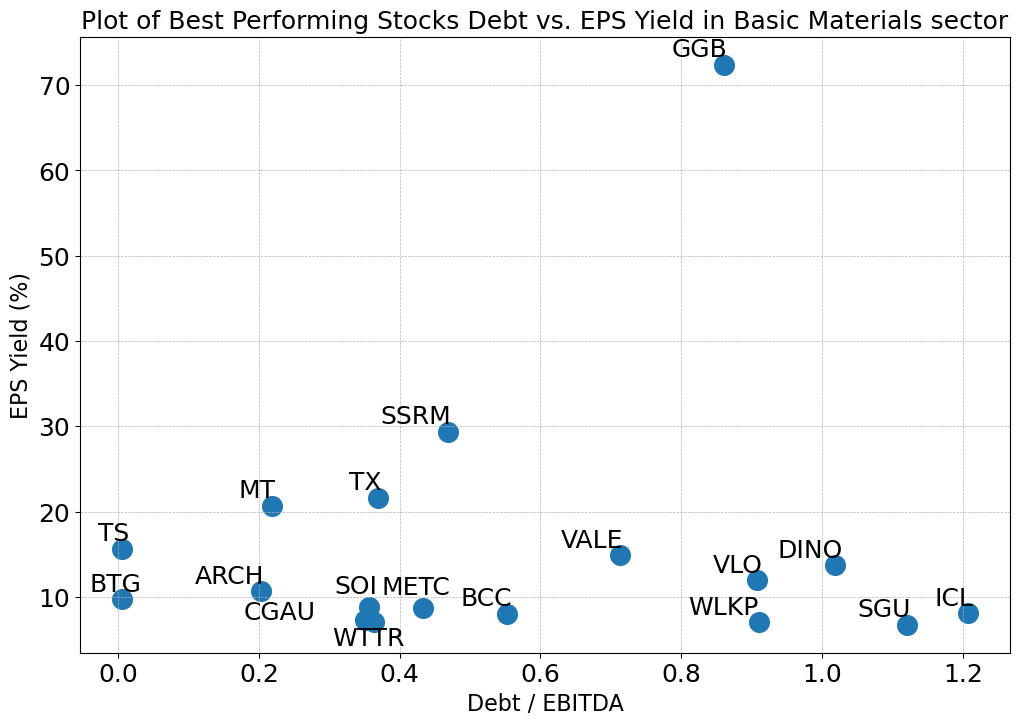 Plot of Best Performing Stocks Debt vs. EPS Yield in Basic Materials sector
GGB
70
60
50
EPS Yield (%)
40
30
SSRM
TX
MT
20
TS
VALE
DINO
VLO
ARCH
BTG
SOI METC
BCC
10
CGAU
WLKP
SGU
ICL
WTTR
0.0 0.2 0.4 0.6 0.8 1.0 1.2
Debt / EBITDA